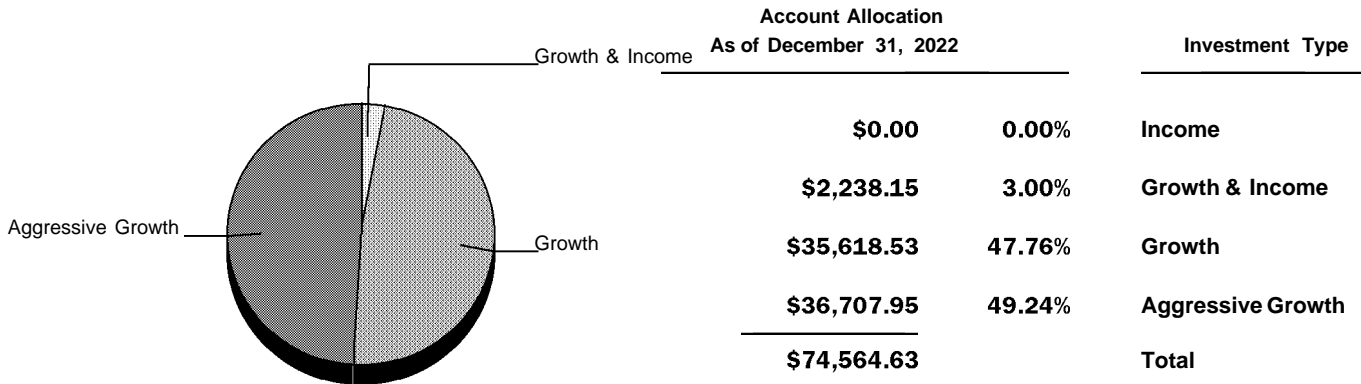 Account Allocation
As of December 31, 2022
Investment Type
Growth & Income
$0.00 0.00% Income
$2,238.15 3.00% Growth & Income
Aggressive Growth
Growth
$35,618.53 47.76% Growth
$36,707.95 49.24% Aggressive Growth
$74,564.63 Total